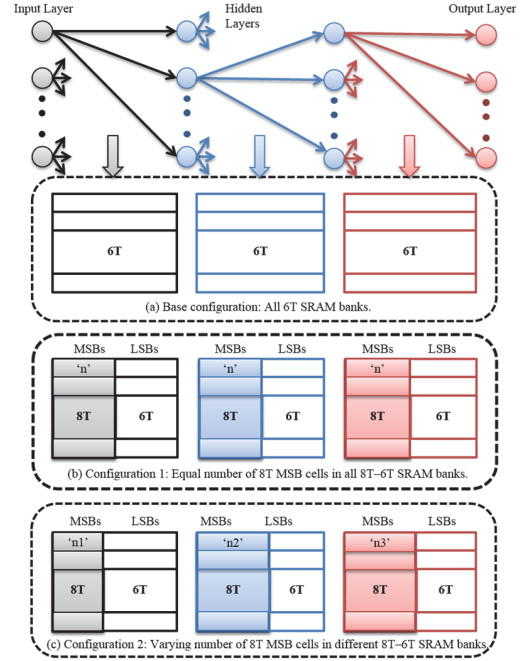 Input Layer
Hidden
Layers
Output Layer
6T
6T
6T
(a) Base configuration: All 6T SRAM banks.
MSBs LSBs MSBs LSBs MSBs LSBs
‘n’ ‘n’ ‘n’
8T 6T 8T 6T 8T 6T
(b) Configuration 1: Equal number of 8T MSB cells in all 8T–6T SRAM banks.
MSBs LSBs MSBs LSBs MSBs LSBs
‘n1’ ‘n2’ ‘n3’
8T 6T 8T 6T 8T 6T
(c) Configuration 2: Varying number of 8T MSB cells in different 8T–6T SRAM banks.